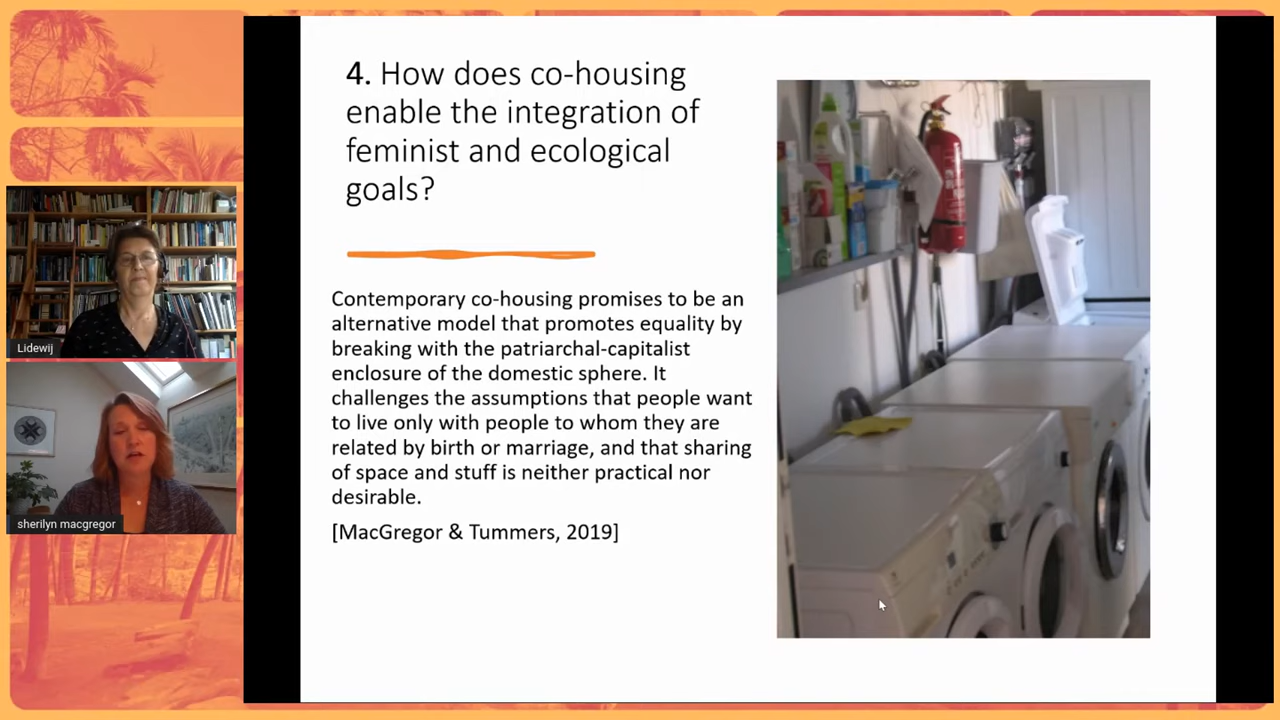 4. How does co-housing
enable the integration of
feminist and ecological
goals?
Contemporary co-housing promises to be an
alternative model that promotes equality by
breaking with the patriarchal-capitalist
enclosure of the domestic sphere. It
challenges the assumptions that people want
to live only with people to whom they are
related by birth or marriage, and that sharing
of space and stuff is neither practical nor
desirable.
[MacGregor & Tummers, 2019]
Lidewij
sherilyn macgregor